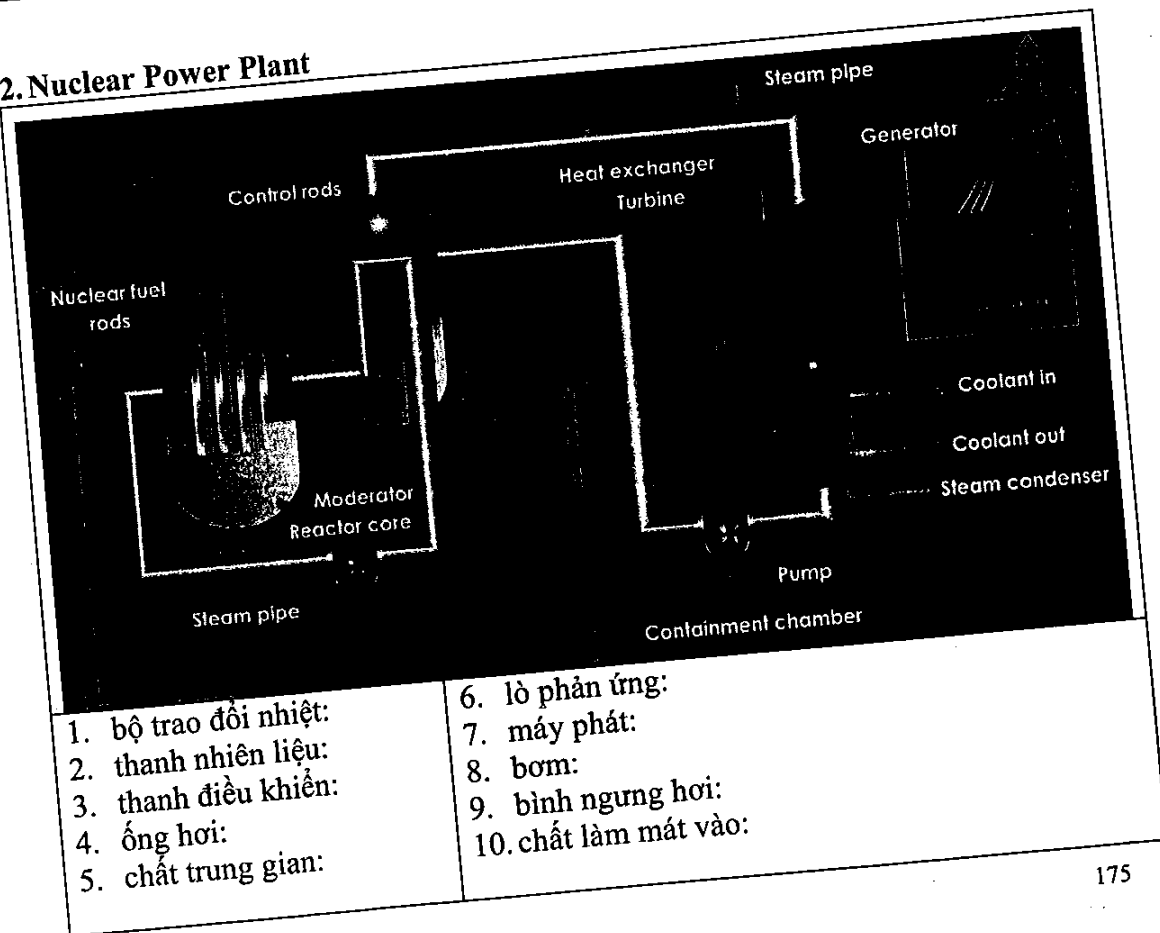 2. Nuclear Power Plant
Steam pipe
Generator
Control rods
Heat exchanger
Turbine
Nuclear fuel
rods
Coolant in
Coolant out
Steam condenser
Moderator
Reactor core
Pump
Steam pipe
Containment chamber
1. bộ trao đổi nhiệt:
2. thanh nhiên liệu:
3. thanh điều khiển:
4. ống hơi:
5. chất trung gian:
6. lò phản ứng:
7. máy phát:
8. bơm:
9. bình ngưng hơi:
10. chất làm mát vào:
175